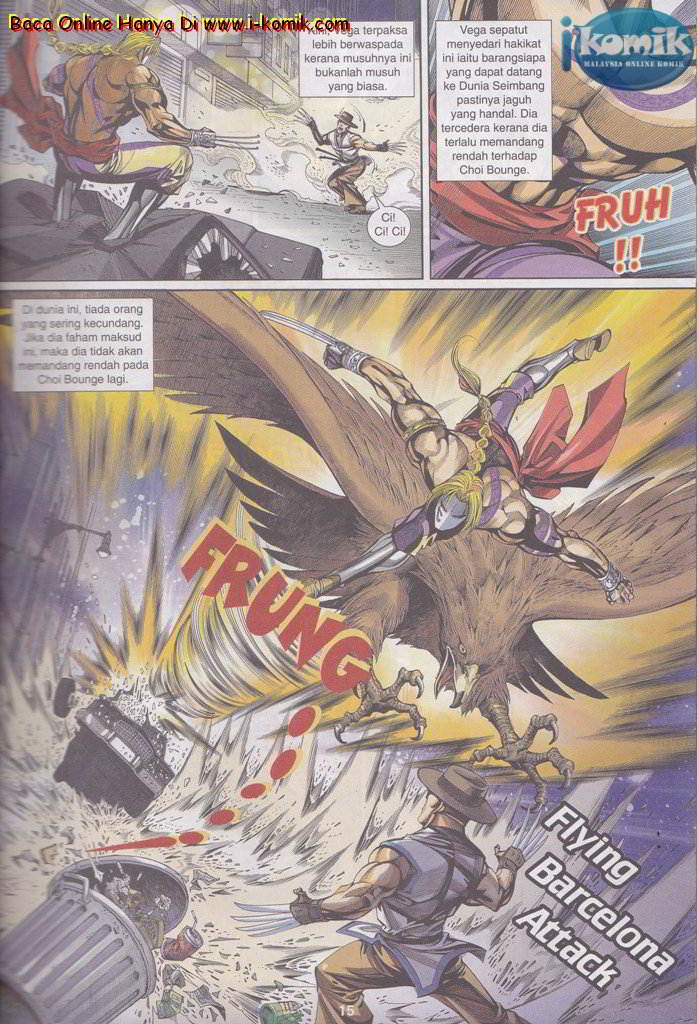 Baca Online Hanya Di www.i-komik.com
Kini, Vega terpaksa
lebih berwaspada
kerana musuhnya ini
bukanlah musuh
yang biasa.
Ci!
Ci! Ci!
i komik
MALAYSIA ONLINE KOMIK
Vega sepatut
menyedari hakikat
ini iaitu barangsiapa
yang dapat datang
ke Dunia Seimbang
pastinya jaguh
yang handal. Dia
tercedera kerana dia
terlalu memandang
rendah terhadap
Choi Bounge.
FRUH
!!
Di dunia ini, tiada orang
yang sering kecundang.
Jika dia faham maksud
ini, maka dia tidak akan
memandang rendah pada
Choi Bounge lagi.
FRUNG
Flying
Barcelona
Attack
15